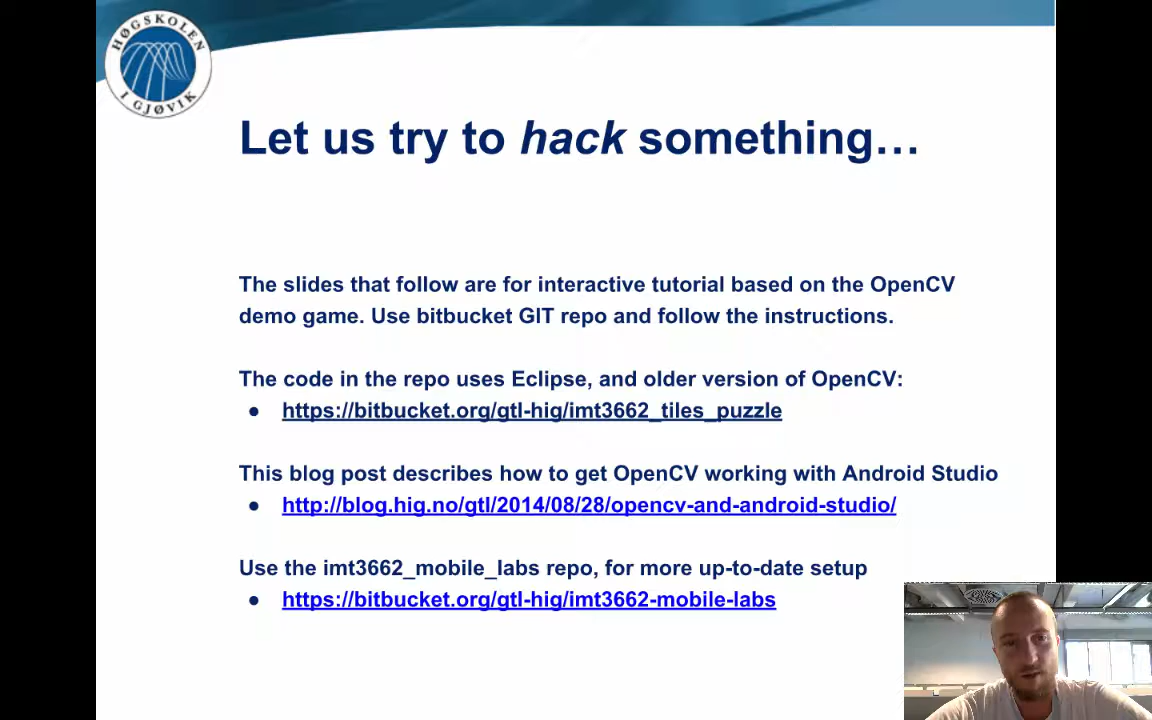 HØGSKOLEN
I GJØVIK
Let us try to hack something…
The slides that follow are for interactive tutorial based on the OpenCV
demo game. Use bitbucket GIT repo and follow the instructions.
The code in the repo uses Eclipse, and older version of OpenCV:
● https://bitbucket.org/gtl-hig/imt3662_tiles_puzzle
This blog post describes how to get OpenCV working with Android Studio
● http://blog.hig.no/gtl/2014/08/28/opencv-and-android-studio/
Use the imt3662_mobile_labs repo, for more up-to-date setup
● https://bitbucket.org/gtl-hig/imt3662-mobile-labs